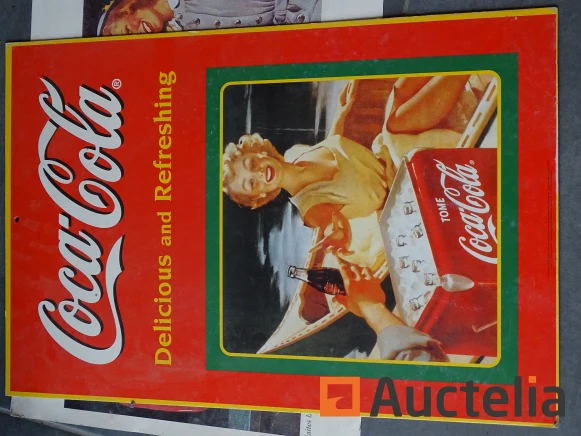 Coca-Cola®
Delicious and Refreshing
TOME
Coca-Cola®
Auctelia